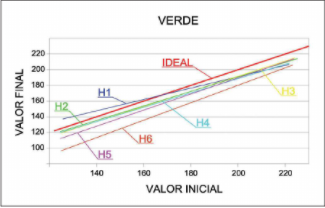 VERDE
VALOR FINAL
220
200
180
160
140
120
100
IDEAL
H1
H2
H3
H4
H5
H6
140
160
180
200
220
VALOR INICIAL